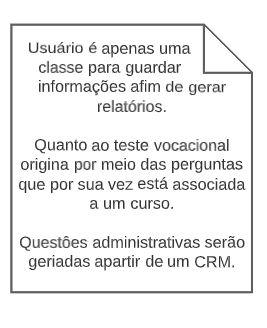 Usuário é apenas uma
classe para guardar
informações afim de gerar
relatórios.
Quanto ao teste vocacional
origina por meio das perguntas
que por sua vez está associada
a um curso.
Questões administrativas serão
geriadas apartir de um CRM.